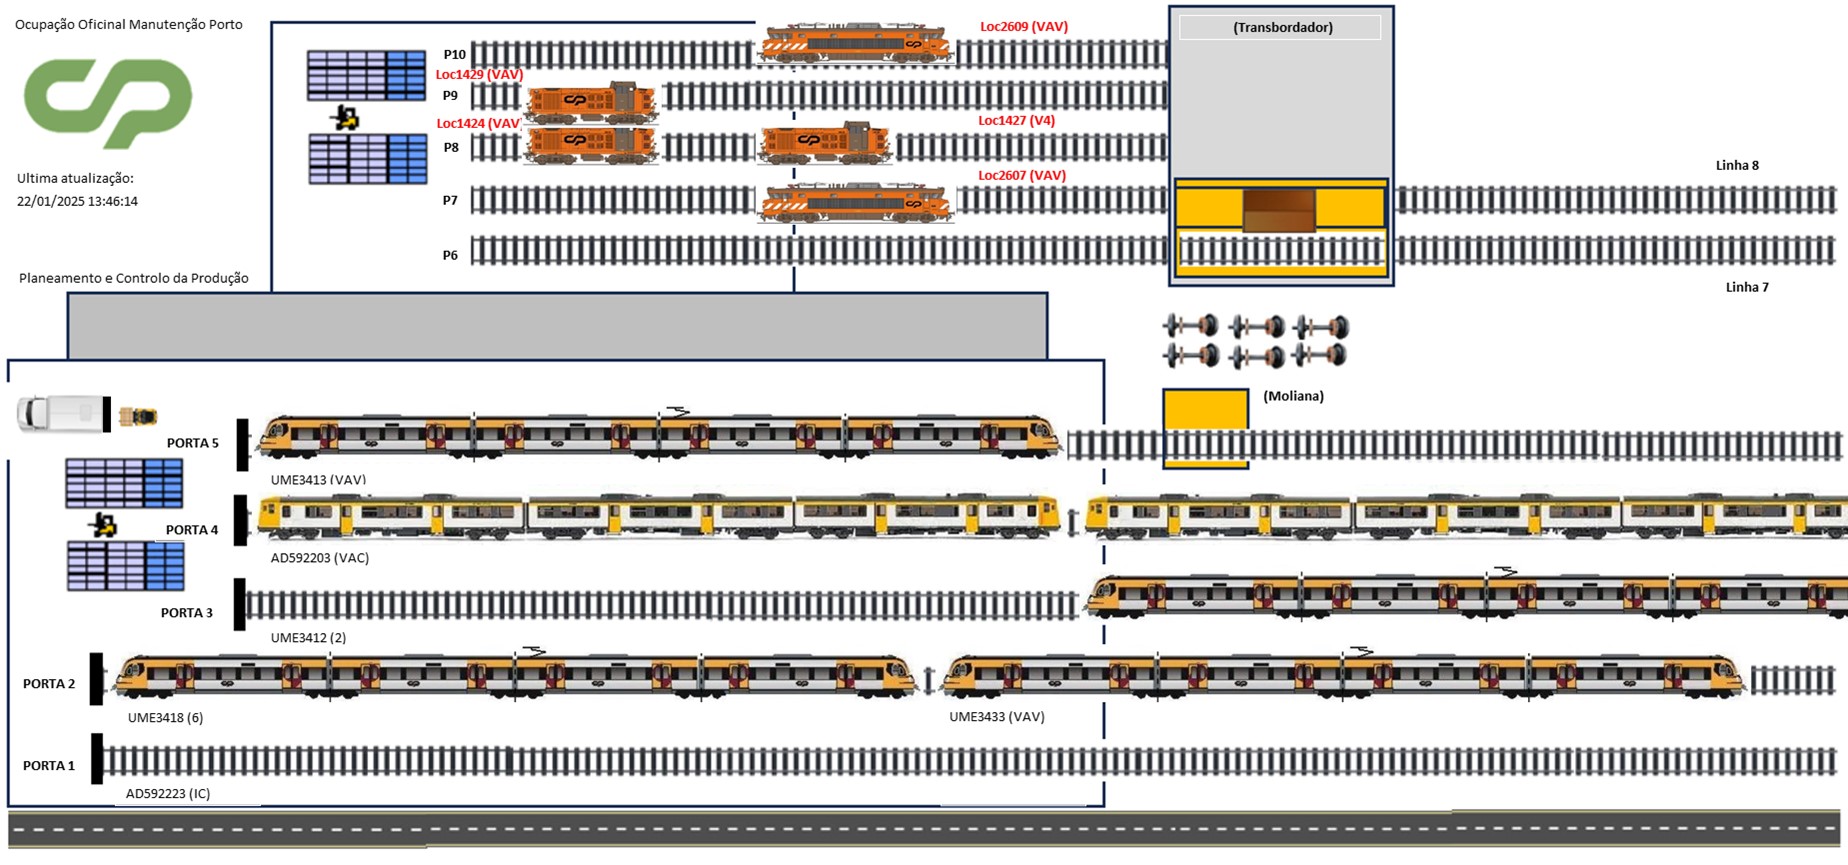 Ocupação Oficinal Manutenção Porto
Ultima atualização:
22/01/2025 13:46:14
Planeamento e Controlo da Produção
P10
Loc2609 (VAV)
(Transbordador)
Loc1429 (VAV)
P9
Loc1424 (VAV)
Loc1427 (V4)
P8
Linha 8
Loc2607 (VAV)
P7
P6
Linha 7
(Moliana)
PORTA 5
UME3413 (VAV)
PORTA 4
AD592203 (VAC)
PORTA 3
UME3412 (2)
PORTA 2
UME3418 (6)
UME3433 (VAV)
PORTA 1
AD592223 (IC)